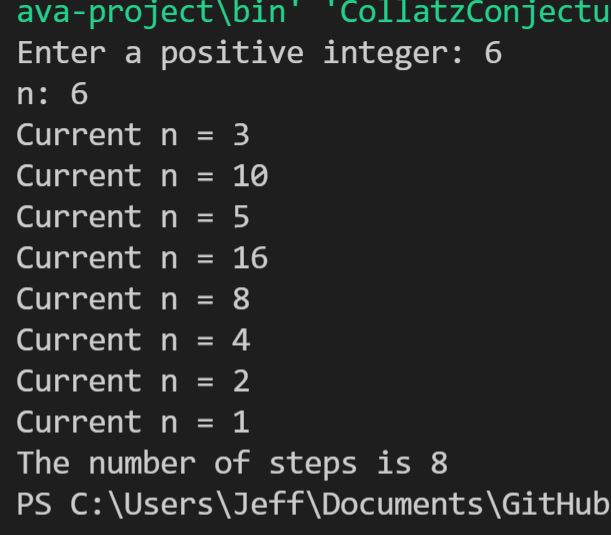 ava-project\bin' 'CollatzConjectu
Enter a positive integer: 6
n: 6
Current n = 3
Current n = 10
Current n = 5
Current n = 16
Current n = 8
Current n = 4
Current n = 2
Current n = 1
The number of steps is 8
PS C:\Users\Jeff\Documents\GitHub